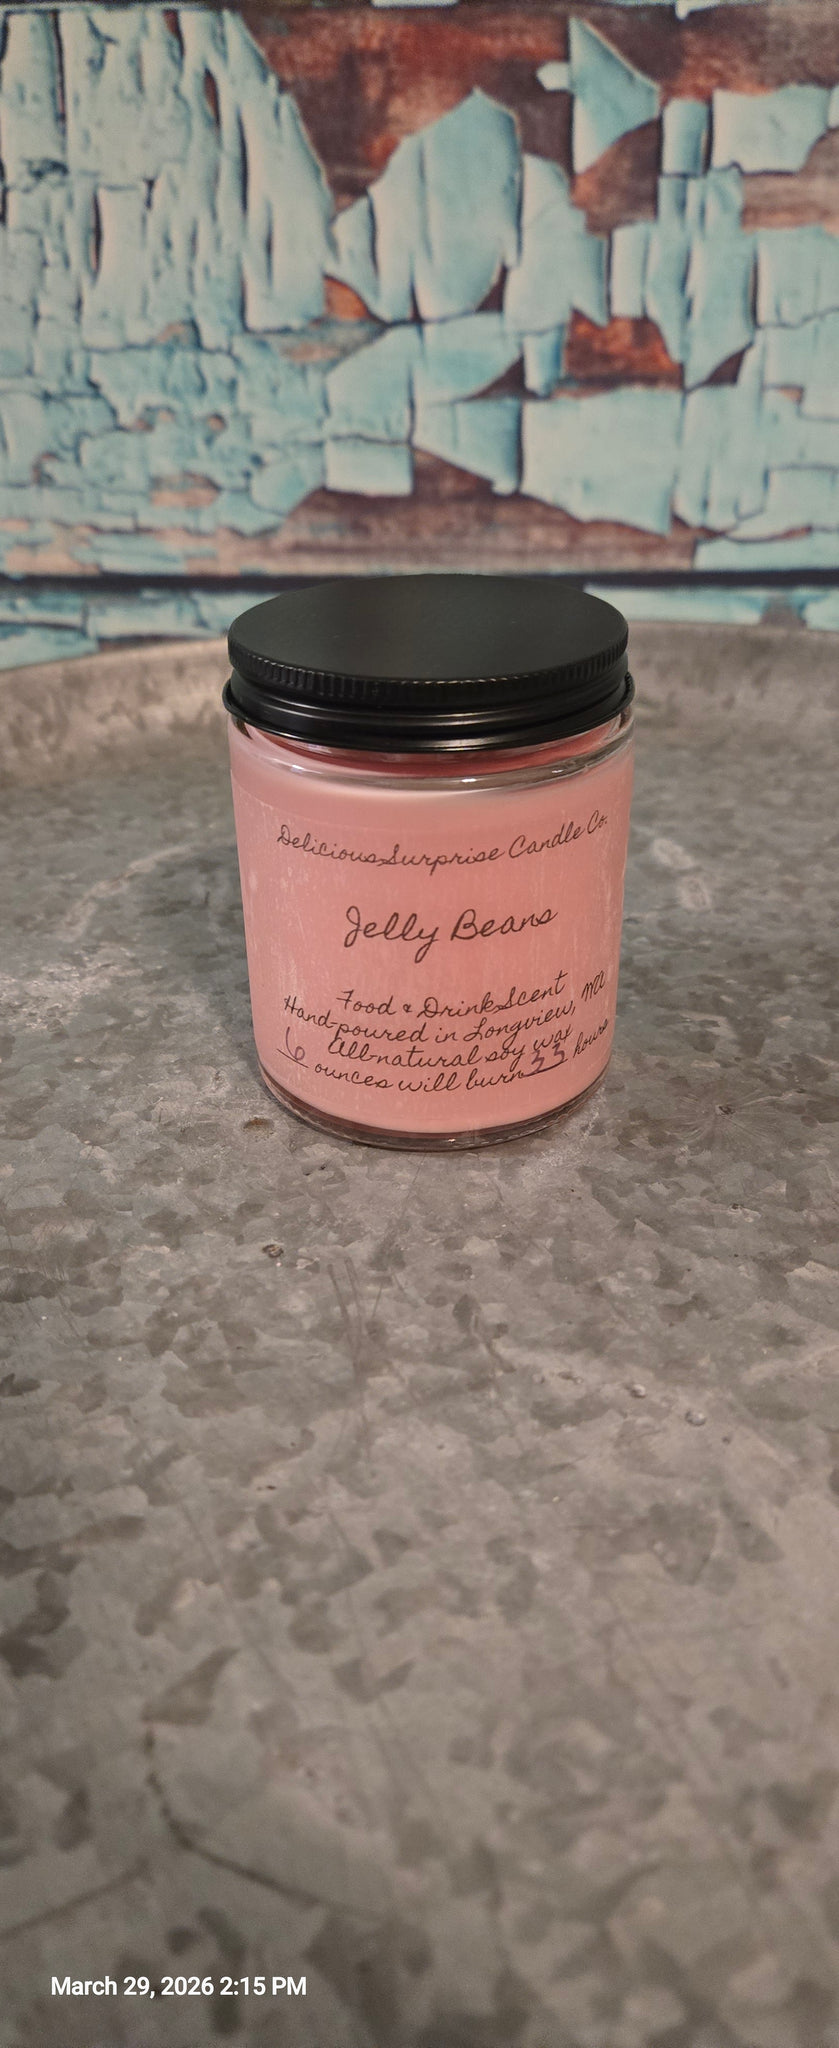 Delicious Surprise Candle Co.
Jelly Beans
Food & Drink Scent
Hand-poured in Longview, WA
All-natural soy wax
6 ounces will burn 33 hours
March 29, 2026 2:15 PM